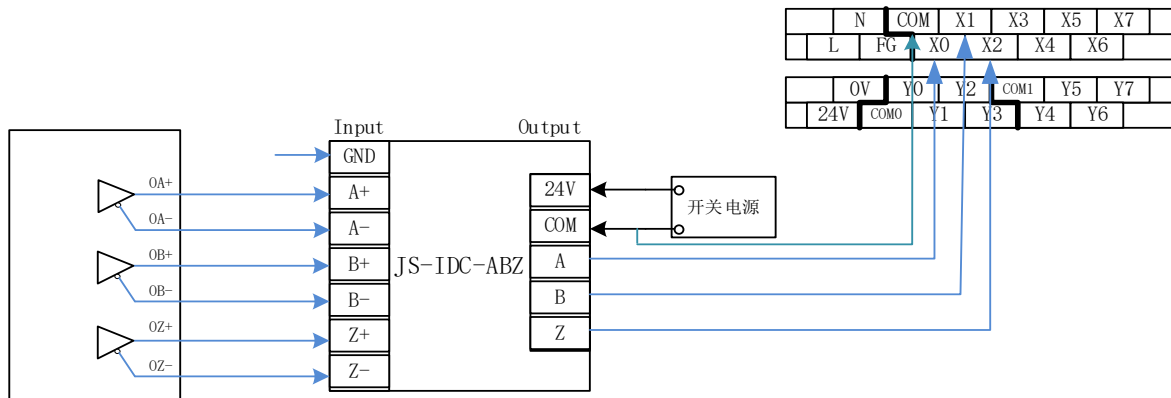 N COM X1 X3 X5 X7
L FG X0 X2 X4 X6
0V Y0 Y2 COM1 Y5 Y7
24V COM0 Y1 Y3 Y4 Y6
Input Output
GND
OA+ A+ 24V 开关电源
OA- A- COM
OB+ B+ JS-IDC-ABZ A
OB- B- B
OZ+ Z+ Z
OZ- Z-